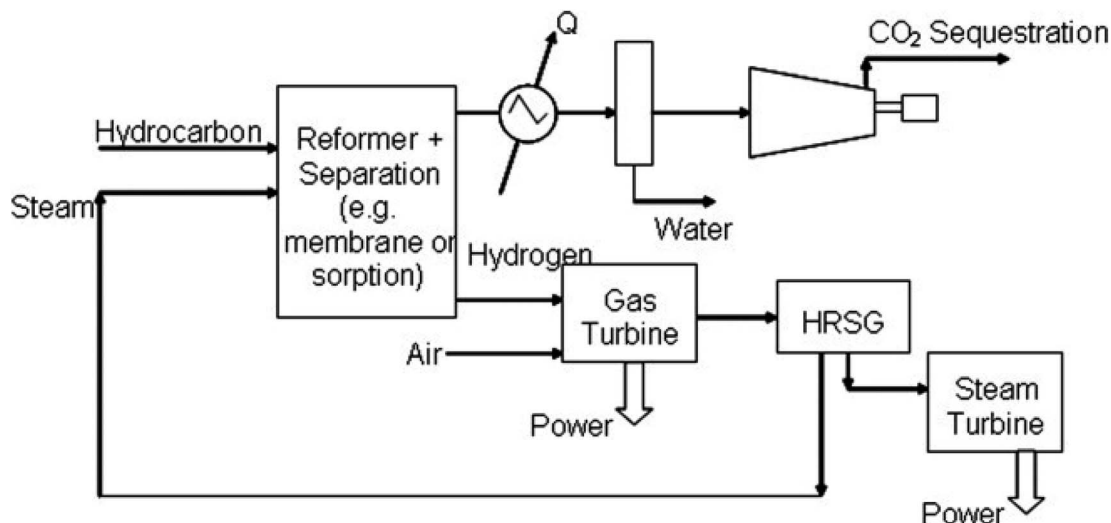 Q
CO₂ Sequestration
Hydrocarbon
Steam
Reformer +
Separation
(e.g.
membrane or
sorption)
Water
Hydrogen
Air
Gas
Turbine
Power
HRSG
Steam
Turbine
Power